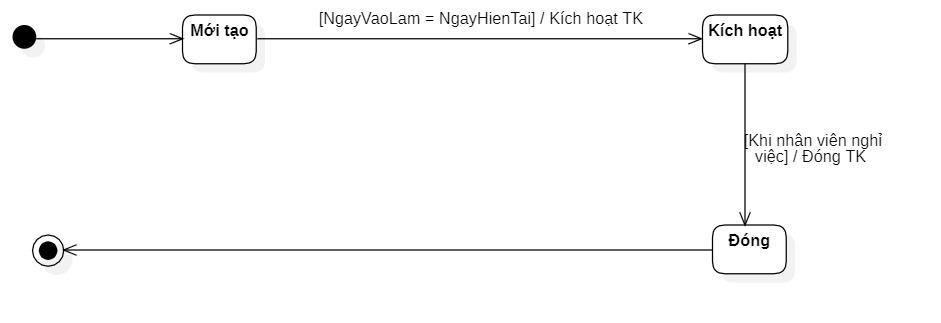 [NgayVaoLam = NgayHienTai] / Kích hoạt TK
Mới tạo
Kích hoạt
[Khi nhân viên nghỉ
việc] / Đóng TK
Đóng